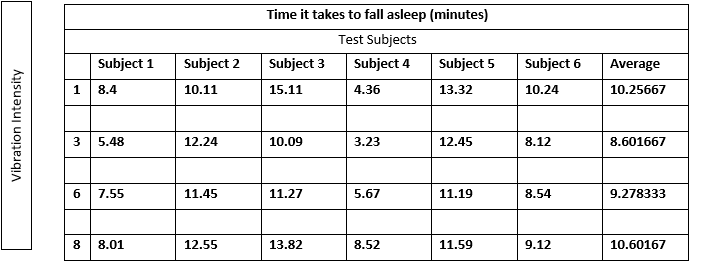 Time it takes to fall asleep (minutes)
Test Subjects
Vibration Intensity
Subject 1 Subject 2 Subject 3 Subject 4 Subject 5 Subject 6 Average
1 8.4 10.11 15.11 4.36 13.32 10.24 10.25667
3 5.48 12.24 10.09 3.23 12.45 8.12 8.601667
6 7.55 11.45 11.27 5.67 11.19 8.54 9.278333
8 8.01 12.55 13.82 8.52 11.59 9.12 10.60167